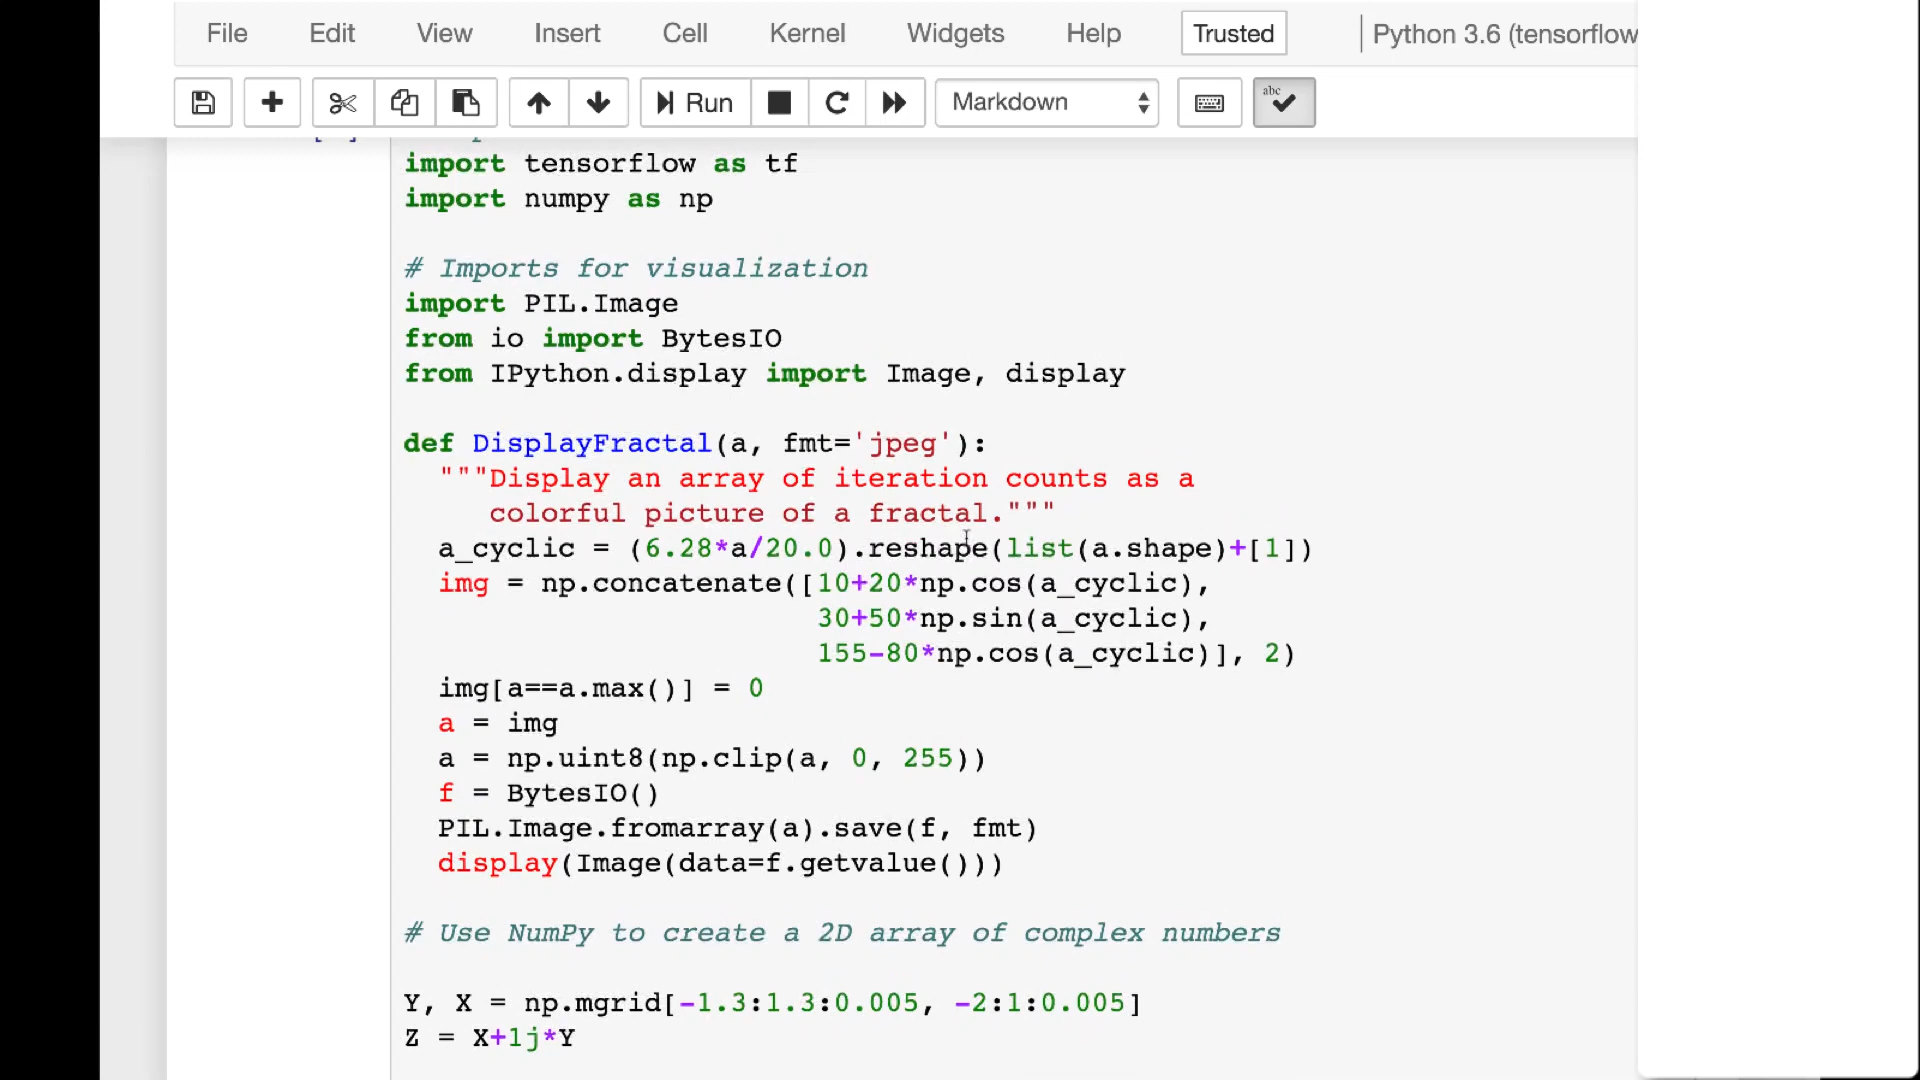 File Edit View Insert Cell Kernel Widgets Help Trusted Python 3.6 (tensorflow
Run Markdown abc
import tensorflow as tf
import numpy as np
# Imports for visualization
import PIL.Image
from io import BytesIO
from IPython.display import Image, display
def DisplayFractal(a, fmt='jpeg'):
"""Display an array of iteration counts as a
colorful picture of a fractal."""
a_cyclic = (6.28*a/20.0).reshape(list(a.shape)+[1])
img = np.concatenate([10+20*np.cos(a_cyclic),
30+50*np.sin(a_cyclic),
155-80*np.cos(a_cyclic)], 2)
img[a==a.max()] = 0
a = img
a = np.uint8(np.clip(a, 0, 255))
f = BytesIO()
PIL.Image.fromarray(a).save(f, fmt)
display(Image(data=f.getvalue()))
# Use NumPy to create a 2D array of complex numbers
Y, X = np.mgrid[-1.3:1.3:0.005, -2:1:0.005]
Z = X+1j*Y